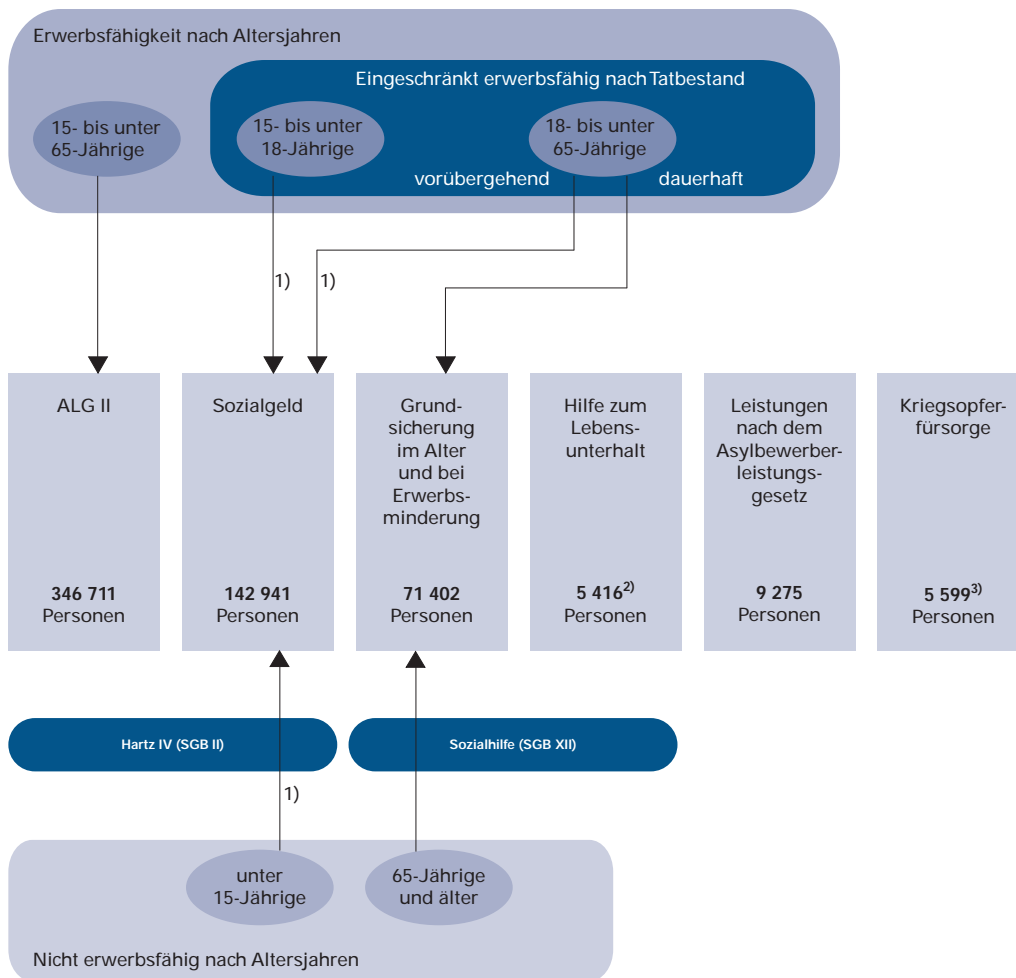 Erwerbsfähigkeit nach Altersjahren
Eingeschränkt erwerbsfähig nach Tatbestand
15- bis unter
65-Jährige
15- bis unter
18-Jährige
18- bis unter
65-Jährige
vorübergehend
dauerhaft
1)
1)
ALG II
346 711
Personen
Sozialgeld
142 941
Personen
Grund-
sicherung
im Alter
und bei
Erwerbs-
minderung
71 402
Personen
Hilfe zum
Lebens-
unterhalt
5 416²⁾
Personen
Leistungen
nach dem
Asylbewerber-
leistungs-
gesetz
9 275
Personen
Kriegsopfer-
fürsorge
5 599³⁾
Personen
Hartz IV (SGB II)
Sozialhilfe (SGB XII)
1)
unter
15-Jährige
65-Jährige
und älter
Nicht erwerbsfähig nach Altersjahren